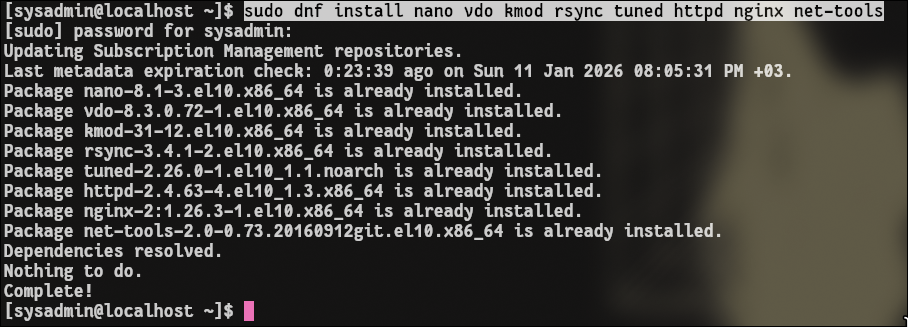 [sysadmin@localhost ~]$ sudo dnf install nano vdo kmod rsync tuned httpd nginx net-tools
[sudo] password for sysadmin:
Updating Subscription Management repositories.
Last metadata expiration check: 0:23:39 ago on Sun 11 Jan 2026 08:05:31 PM +03.
Package nano-8.1-3.el10.x86_64 is already installed.
Package vdo-8.3.0.72-1.el10.x86_64 is already installed.
Package kmod-31-12.el10.x86_64 is already installed.
Package rsync-3.4.1-2.el10.x86_64 is already installed.
Package tuned-2.26.0-1.el10_1.1.noarch is already installed.
Package httpd-2.4.63-4.el10_1.3.x86_64 is already installed.
Package nginx-2:1.26.3-1.el10.x86_64 is already installed.
Package net-tools-2.0-0.73.20160912git.el10.x86_64 is already installed.
Dependencies resolved.
Nothing to do.
Complete!
[sysadmin@localhost ~]$